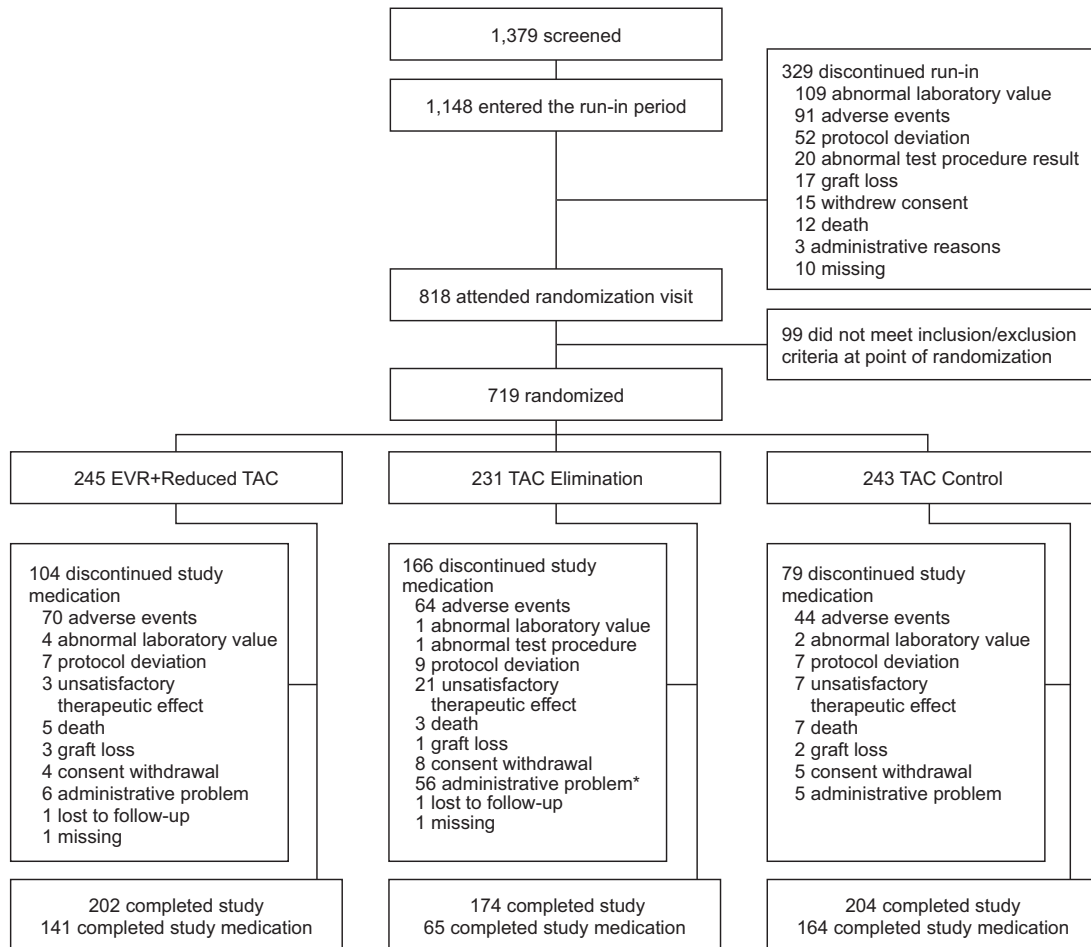 1,379 screened
1,148 entered the run-in period
329 discontinued run-in
109 abnormal laboratory value
91 adverse events
52 protocol deviation
20 abnormal test procedure result
17 graft loss
15 withdrew consent
12 death
3 administrative reasons
10 missing
818 attended randomization visit
99 did not meet inclusion/exclusion
criteria at point of randomization
719 randomized
245 EVR+Reduced TAC
231 TAC Elimination
243 TAC Control
104 discontinued study
medication
70 adverse events
4 abnormal laboratory value
7 protocol deviation
3 unsatisfactory
therapeutic effect
5 death
3 graft loss
4 consent withdrawal
6 administrative problem
1 lost to follow-up
1 missing
166 discontinued study
medication
64 adverse events
1 abnormal laboratory value
1 abnormal test procedure
9 protocol deviation
21 unsatisfactory
therapeutic effect
3 death
1 graft loss
8 consent withdrawal
56 administrative problem*
1 lost to follow-up
1 missing
79 discontinued study
medication
44 adverse events
2 abnormal laboratory value
7 protocol deviation
7 unsatisfactory
therapeutic effect
7 death
2 graft loss
5 consent withdrawal
5 administrative problem
202 completed study
141 completed study medication
174 completed study
65 completed study medication
204 completed study
164 completed study medication